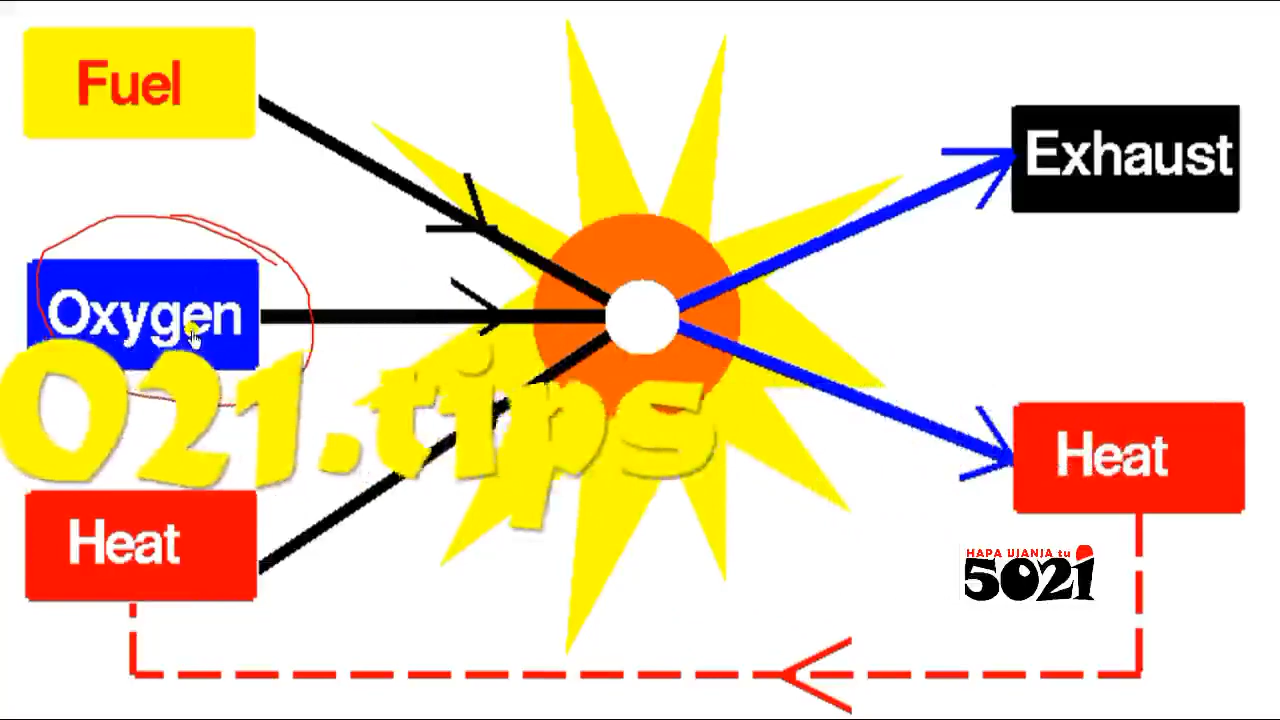 Fuel
Exhaust
Oxygen
021.tips
Heat
Heat
HAPA UJANJA tu
5021